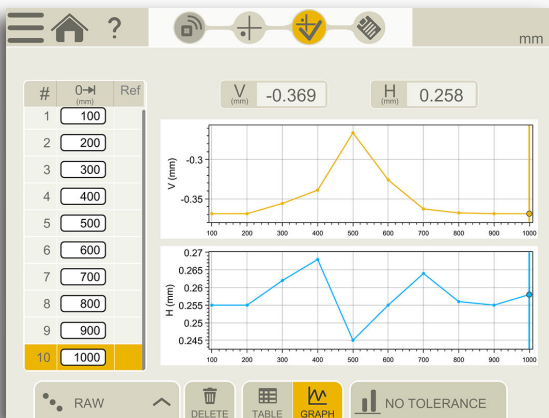 ?
mm
# 0 (mm) Ref
V (mm) -0.369 H (mm) 0.258
1 100
2 200
3 300
4 400
5 500
6 600
7 700
8 800
9 900
10 1000
V (mm)
-0.3
-0.35
100 200 300 400 500 600 700 800 900 1000
H (mm)
0.27
0.265
0.26
0.255
0.25
0.245
100 200 300 400 500 600 700 800 900 1000
RAW
DELETE
TABLE
GRAPH
NO TOLERANCE